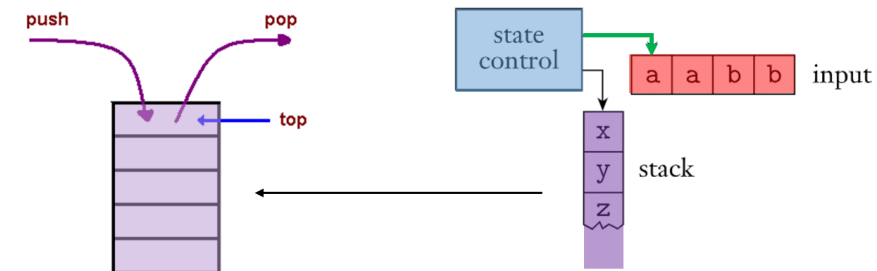 push
pop
top
state
control
a a b b
input
x
y
z
stack